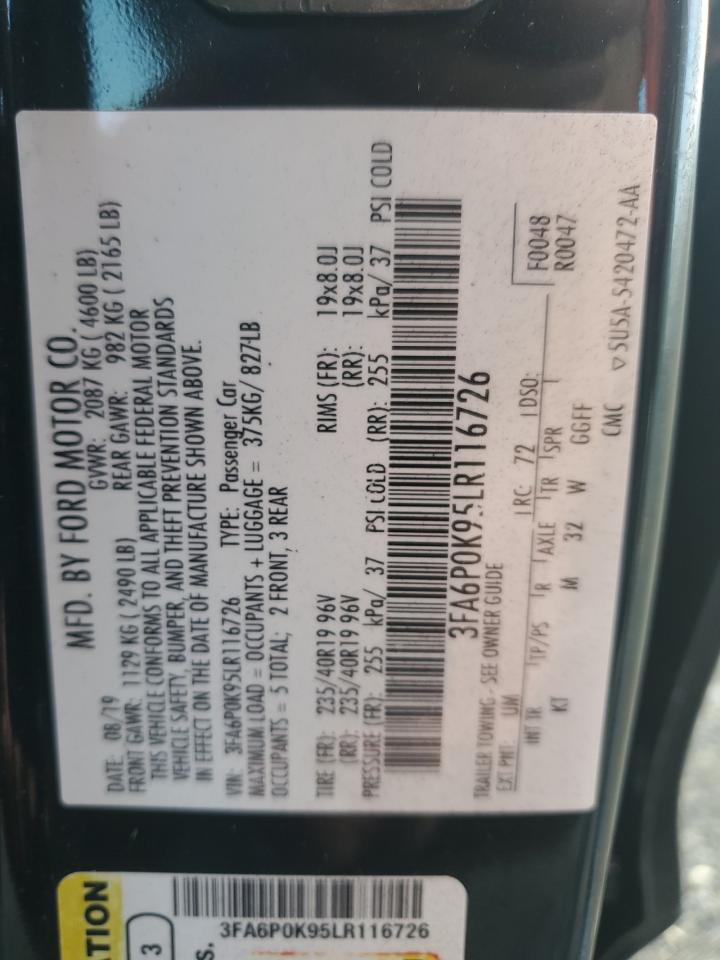 MFD. BY FORD MOTOR CO.
DATE: 08/19 GVWR: 2087 KG ( 4600 LB)
FRONT GAWR: 1129 KG ( 2490 LB) REAR GAWR: 982 KG ( 2165 LB)
THIS VEHICLE CONFORMS TO ALL APPLICABLE FEDERAL MOTOR
VEHICLE SAFETY, BUMPER, AND THEFT PREVENTION STANDARDS
IN EFFECT ON THE DATE OF MANUFACTURE SHOWN ABOVE.
VIN: 3FA6P0K95LR116726 TYPE: Passenger Car
MAXIMUM LOAD = OCCUPANTS + LUGGAGE = 375KG/ 827LB
OCCUPANTS = 5 TOTAL; 2 FRONT, 3 REAR
TIRE (FR): 235/40R19 96V RIMS (FR): 19x8.0J
(RR): 235/40R19 96V (RR): 19x8.0J
PRESSURE (FR): 255 kPa/ 37 PSI COLD (RR): 255 kPa/ 37 PSI COLD
3FA6P0K95LR116726
TRAILER TOWING - SEE OWNER GUIDE
F0048
R0047
EXT PNT: UM RC: 72 DSO:
INT TR TP/PS R AXLE TR SPR
KT M 32 W GGFF
CMC ▽5U5A-5420472-AA
ATION
3
S.
3FA6P0K95LR116726